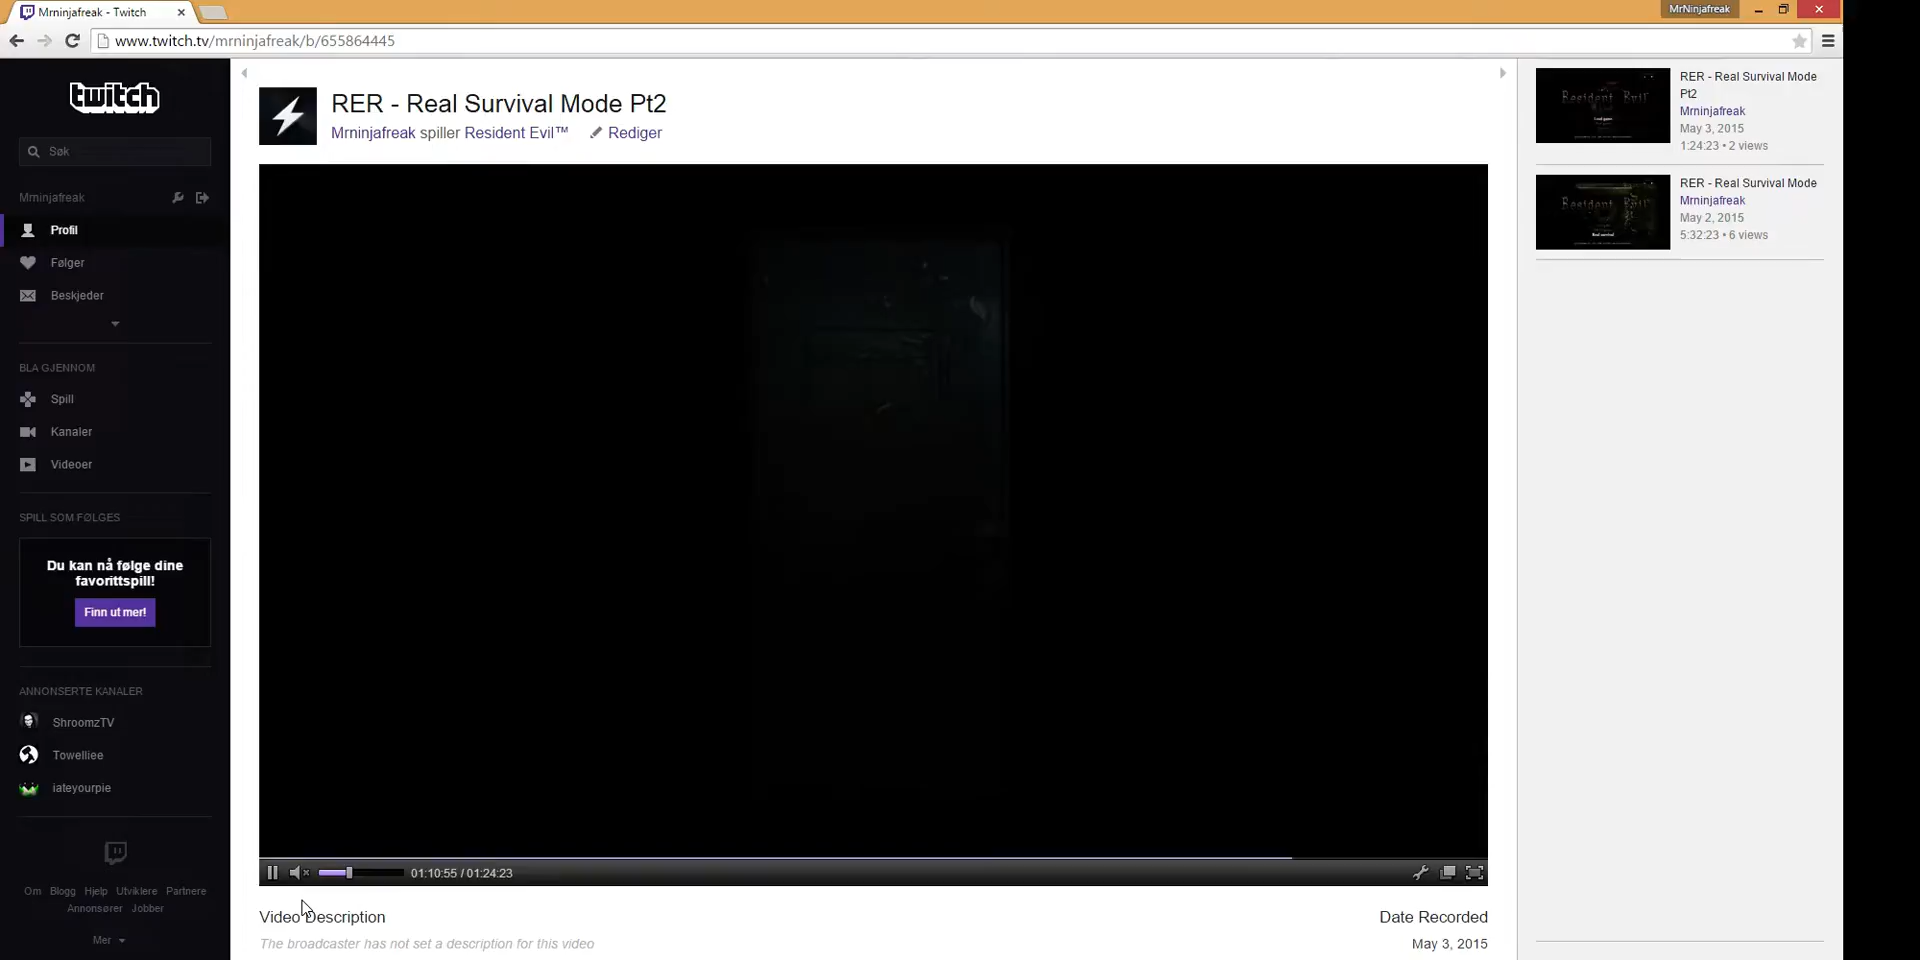 Mrninjafreak - Twitch
MrNinjafreak
www.twitch.tv/mrninjafreak/b/655864445
twitch
Søk
Mrninjafreak
Profil
Følger
Beskjeder
BLA GJENNOM
Spill
Kanaler
Videoer
SPILL SOM FØLGES
Du kan nå følge dine
favorittspill!
Finn ut mer!
ANNONSERTE KANALER
ShroomzTV
Towelliee
iateyourpie
Om Blogg Hjelp Utviklere Partnere
Annonsører Jobber
Mer
RER - Real Survival Mode Pt2
Mrninjafreak spiller Resident Evil™ Rediger
01:10:55 / 01:24:23
Video Description
The broadcaster has not set a description for this video
Date Recorded
May 3, 2015
Resident Evil
RER - Real Survival Mode
Pt2
Mrninjafreak
May 3, 2015
1:24:23 • 2 views
Resident Evil
RER - Real Survival Mode
Mrninjafreak
May 2, 2015
5:32:23 • 6 views